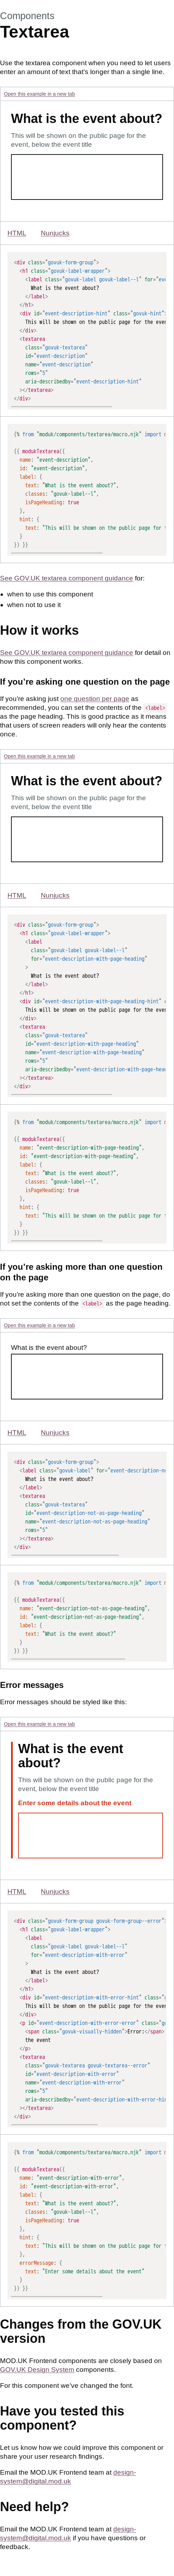 Components
Textarea
Use the textarea component when you need to let users
enter an amount of text that's longer than a single line.
Open this example in a new tab
What is the event about?
This will be shown on the public page for the
event, below the event title
HTML Nunjucks
<div class="govuk-form-group">
<h1 class="govuk-label-wrapper">
<label class="govuk-label govuk-label--l" for="eve
What is the event about?
</label>
</h1>
<div id="event-description-hint" class="govuk-hint">
This will be shown on the public page for the even
</div>
<textarea
class="govuk-textarea"
id="event-description"
name="event-description"
rows="5"
aria-describedby="event-description-hint"
></textarea>
</div>
{% from "moduk/components/textarea/macro.njk" import m
{{ modukTextarea({
name: "event-description",
id: "event-description",
label: {
text: "What is the event about?",
classes: "govuk-label--l",
isPageHeading: true
},
hint: {
text: "This will be shown on the public page for t
}
}) }}
See GOV.UK textarea component guidance for:
when to use this component
when not to use it
How it works
See GOV.UK textarea component guidance for detail on
how this component works.
If you're asking one question on the page
If you're asking just one question per page as
recommended, you can set the contents of the <label>
as the page heading. This is good practice as it means
that users of screen readers will only hear the contents
once.
Open this example in a new tab
What is the event about?
This will be shown on the public page for the
event, below the event title
HTML Nunjucks
<div class="govuk-form-group">
<h1 class="govuk-label-wrapper">
<label
class="govuk-label govuk-label--l"
for="event-description-with-page-heading"
>
What is the event about?
</label>
</h1>
<div id="event-description-with-page-heading-hint" c
This will be shown on the public page for the even
</div>
<textarea
class="govuk-textarea"
id="event-description-with-page-heading"
name="event-description-with-page-heading"
rows="5"
aria-describedby="event-description-with-page-head
></textarea>
</div>
{% from "moduk/components/textarea/macro.njk" import m
{{ modukTextarea({
name: "event-description-with-page-heading",
id: "event-description-with-page-heading",
label: {
text: "What is the event about?",
classes: "govuk-label--l",
isPageHeading: true
},
hint: {
text: "This will be shown on the public page for t
}
}) }}
If you're asking more than one question
on the page
If you're asking more than one question on the page, do
not set the contents of the <label> as the page heading.
Open this example in a new tab
What is the event about?
HTML Nunjucks
<div class="govuk-form-group">
<label class="govuk-label" for="event-description-no
What is the event about?
</label>
<textarea
class="govuk-textarea"
id="event-description-not-as-page-heading"
name="event-description-not-as-page-heading"
rows="5"
></textarea>
</div>
{% from "moduk/components/textarea/macro.njk" import m
{{ modukTextarea({
name: "event-description-not-as-page-heading",
id: "event-description-not-as-page-heading",
label: {
text: "What is the event about?"
}
}) }}
Error messages
Error messages should be styled like this:
Open this example in a new tab
What is the event
about?
This will be shown on the public page for the
event, below the event title
Enter some details about the event
HTML Nunjucks
<div class="govuk-form-group govuk-form-group--error">
<h1 class="govuk-label-wrapper">
<label
class="govuk-label govuk-label--l"
for="event-description-with-error"
>
What is the event about?
</label>
</h1>
<div id="event-description-with-error-hint" class="g
This will be shown on the public page for the even
</div>
<p id="event-description-with-error-error" class="go
<span class="govuk-visually-hidden">Error:</span>
the event
</p>
<textarea
class="govuk-textarea govuk-textarea--error"
id="event-description-with-error"
name="event-description-with-error"
rows="5"
aria-describedby="event-description-with-error-hin
></textarea>
</div>
{% from "moduk/components/textarea/macro.njk" import m
{{ modukTextarea({
name: "event-description-with-error",
id: "event-description-with-error",
label: {
text: "What is the event about?",
classes: "govuk-label--l",
isPageHeading: true
},
hint: {
text: "This will be shown on the public page for t
},
errorMessage: {
text: "Enter some details about the event"
}
}) }}
Changes from the GOV.UK
version
MOD.UK Frontend components are closely based on
GOV.UK Design System components.
For this component we've changed the font.
Have you tested this
component?
Let us know how we could improve this component or
share your user research findings.
Email the MOD.UK Frontend team at design-
system@digital.mod.uk
Need help?
Email the MOD.UK Frontend team at design-
system@digital.mod.uk if you have questions or
feedback.